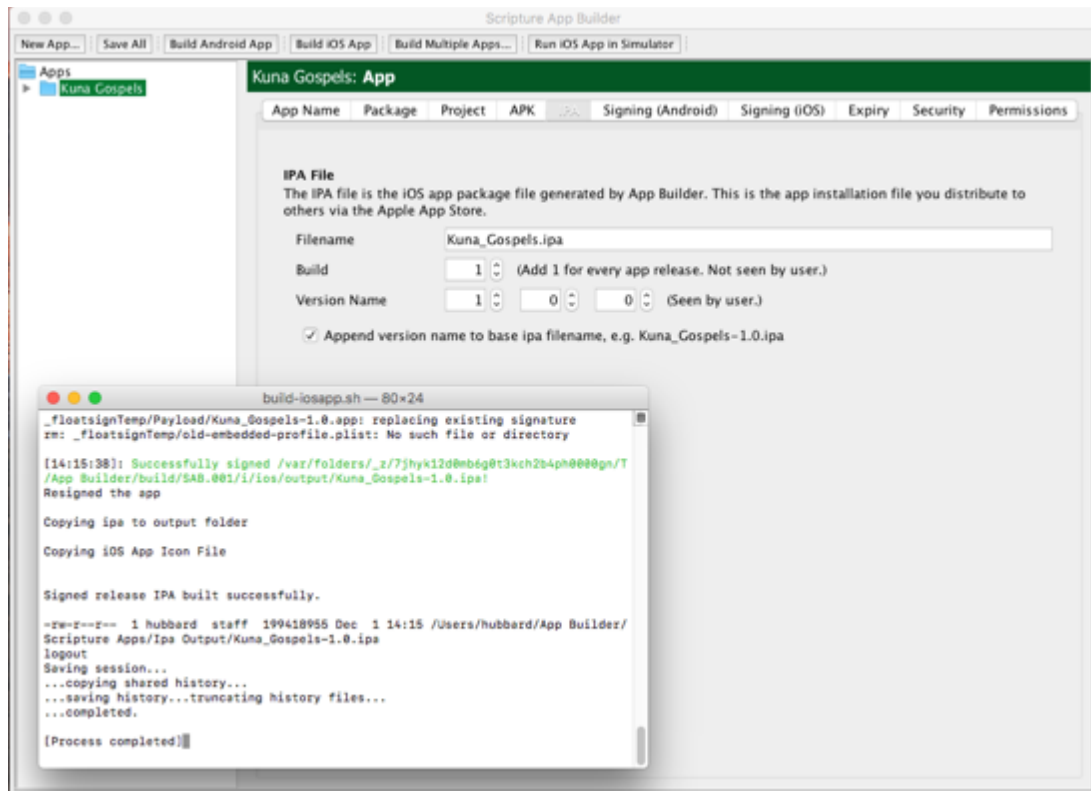 Scripture App Builder
New App... Save All Build Android App Build iOS App Build Multiple Apps... Run iOS App in Simulator
Apps
Kuna Gospels
Kuna Gospels: App
App Name Package Project APK IPA Signing (Android) Signing (iOS) Expiry Security Permissions
IPA File
The IPA file is the iOS app package file generated by App Builder. This is the app installation file you distribute to
others via the Apple App Store.
Filename Kuna_Gospels.ipa
Build 1 (Add 1 for every app release. Not seen by user.)
Version Name 1 0 0 (Seen by user.)
Append version name to base ipa filename, e.g. Kuna_Gospels-1.0.ipa
build-iosapp.sh — 80×24
_floatsignTemp/Payload/Kuna_Gospels-1.0.app: replacing existing signature
rm: _floatsignTemp/old-embedded-profile.plist: No such file or directory
[14:15:38]: Successfully signed /var/folders/_z/7jhyk12d0mb6g0t3kch2b4ph0000gn/T
/App Builder/build/SAB.001/i/ios/output/Kuna_Gospels-1.0.ipa!
Resigned the app
Copying ipa to output folder
Copying iOS App Icon File
Signed release IPA built successfully.
-rw-r--r-- 1 hubbard staff 199418955 Dec 1 14:15 /Users/hubbard/App Builder/
Scripture Apps/Ipa Output/Kuna_Gospels-1.0.ipa
logout
Saving session...
...copying shared history...
...saving history...truncating history files...
...completed.
[Process completed]